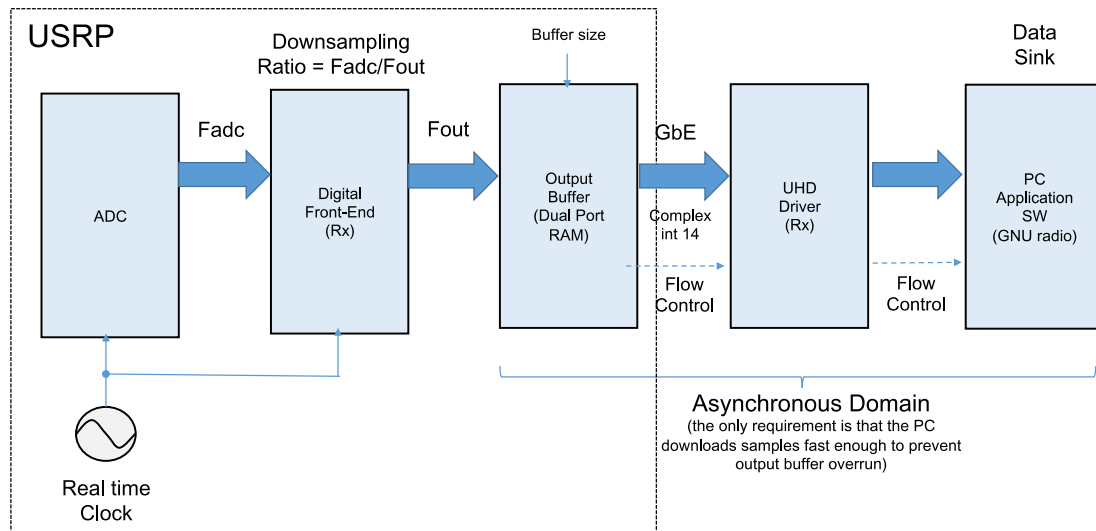 USRP
Downsampling
Ratio = Fadc/Fout
Buffer size
Data
Sink
Fadc
Fout
GbE
ADC
Digital
Front-End
(Rx)
Output
Buffer
(Dual Port
RAM)
Complex
int 14
UHD
Driver
(Rx)
PC
Application
SW
(GNU radio)
Flow
Control
Flow
Control
Asynchronous Domain
(the only requirement is that the PC
downloads samples fast enough to prevent
output buffer overrun)
Real time
Clock